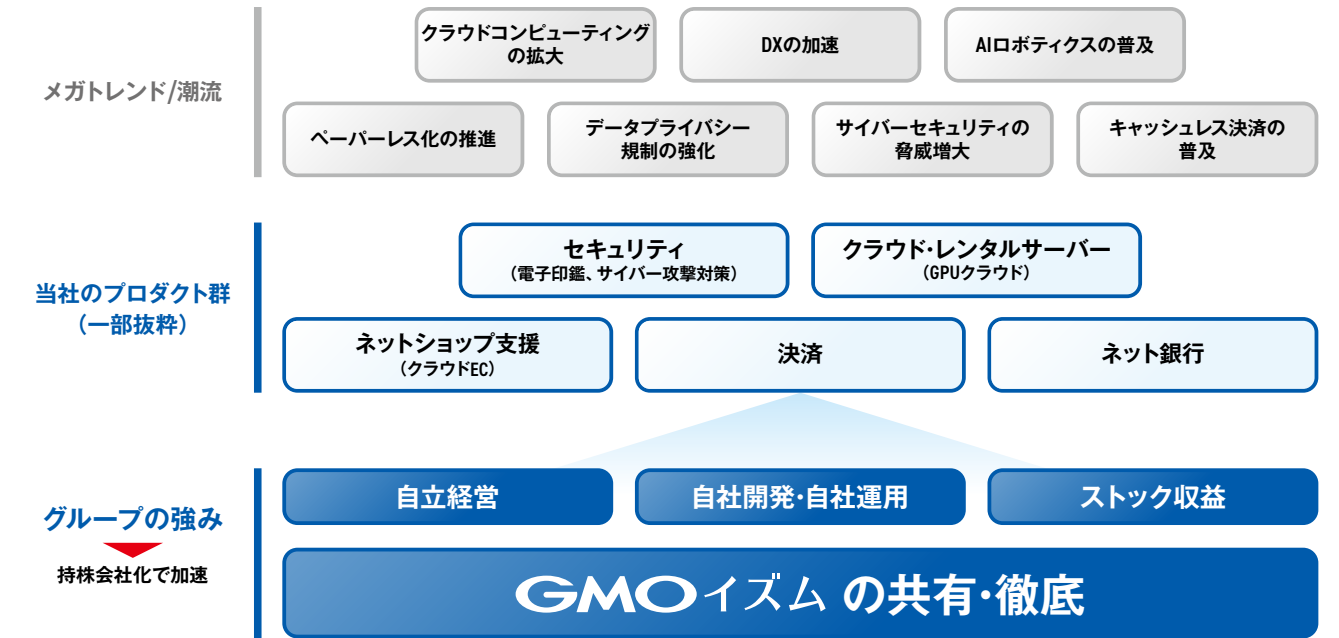 メガトレンド/潮流
クラウドコンピューティング
の拡大
DXの加速
AIロボティクスの普及
ペーパーレス化の推進
データプライバシー
規制の強化
サイバーセキュリティの
脅威増大
キャッシュレス決済の
普及
当社のプロダクト群
（一部抜粋）
セキュリティ
（電子印鑑、サイバー攻撃対策）
クラウド・レンタルサーバー
（GPUクラウド）
ネットショップ支援
（クラウドEC）
決済
ネット銀行
グループの強み
持株会社化で加速
自立経営
自社開発・自社運用
ストック収益
GMOイズム の共有・徹底